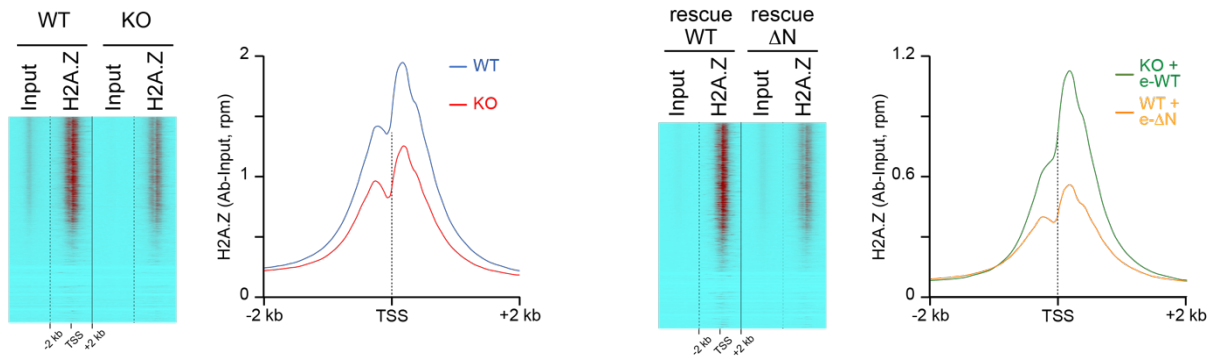 WT KO
Input H2A.Z Input H2A.Z
-2 kb TSS +2 kb
H2A.Z (Ab-Input, rpm)
2
1
0
-2 kb TSS +2 kb
WT
KO
rescue WT rescue ΔN
Input H2A.Z Input H2A.Z
-2 kb TSS +2 kb
H2A.Z (Ab-Input, rpm)
1.2
0.6
0
-2 kb TSS +2 kb
KO +
e-WT
WT +
e-ΔN